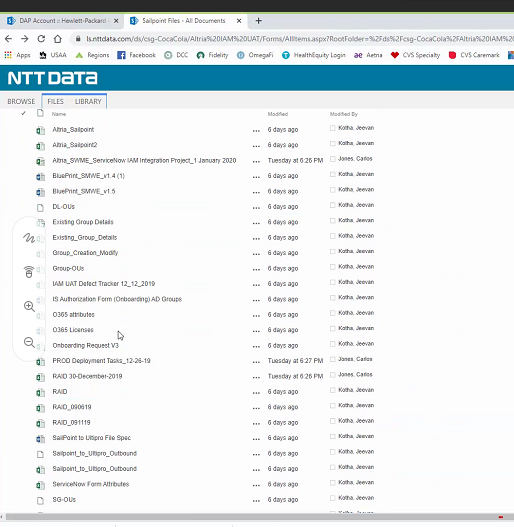 DAP Account :: Hewlett-Packard
Sailpoint Files - All Documents
ls.nttdata.com/ds/csg-CocaCola/Altria%20IAM%20UAT/Forms/AllItems.aspx?RootFolder=%2Fds%2Fcsg-CocaCola%2FAltria%20IAM%
Apps USAA Regions Facebook DCC Fidelity OmegaFi HealthEquity Login Aetna CVS Specialty CVS Caremark
NTT DATA
BROWSE FILES LIBRARY
Name Modified Modified By
Altria_Sailpoint ... 6 days ago Kotha, Jeevan
Altria_Sailpoint2 ... 6 days ago Kotha, Jeevan
Altria_SWME_ServiceNow IAM Integration Project_1 January 2020 ... Tuesday at 6:26 PM Jones, Carlos
BluePrint_SMWE_v1.4 (1) ... 6 days ago Kotha, Jeevan
BluePrint_SMWE_v1.5 ... 6 days ago Kotha, Jeevan
DL-OUs ... 6 days ago Kotha, Jeevan
Existing Group Details ... 6 days ago Kotha, Jeevan
Existing_Group_Details ... 6 days ago Kotha, Jeevan
Group_Creation_Modify ... 6 days ago Kotha, Jeevan
Group-OUs ... 6 days ago Kotha, Jeevan
IAM UAT Defect Tracker 12_12_2019 ... 6 days ago Kotha, Jeevan
IS Authorization Form (Onboarding) AD Groups ... 6 days ago Kotha, Jeevan
O365 attributes ... 6 days ago Kotha, Jeevan
O365 Licenses ... 6 days ago Kotha, Jeevan
Onboarding Request V3 ... 6 days ago Kotha, Jeevan
PROD Deployment Tasks_12-26-19 ... Tuesday at 6:27 PM Jones, Carlos
RAID 30-December-2019 ... Tuesday at 6:26 PM Jones, Carlos
RAID ... 6 days ago Kotha, Jeevan
RAID_090619 ... 6 days ago Kotha, Jeevan
RAID_091119 ... 6 days ago Kotha, Jeevan
SailPoint to Ultipro File Spec ... 6 days ago Kotha, Jeevan
Sailpoint_to_Ultipro_Outbound ... 6 days ago Kotha, Jeevan
Sailpoint_to_Ultipro_Outbound ... 6 days ago Kotha, Jeevan
ServiceNow Form Attributes ... 6 days ago Kotha, Jeevan
SG-OUs ... 6 days ago Kotha, Jeevan